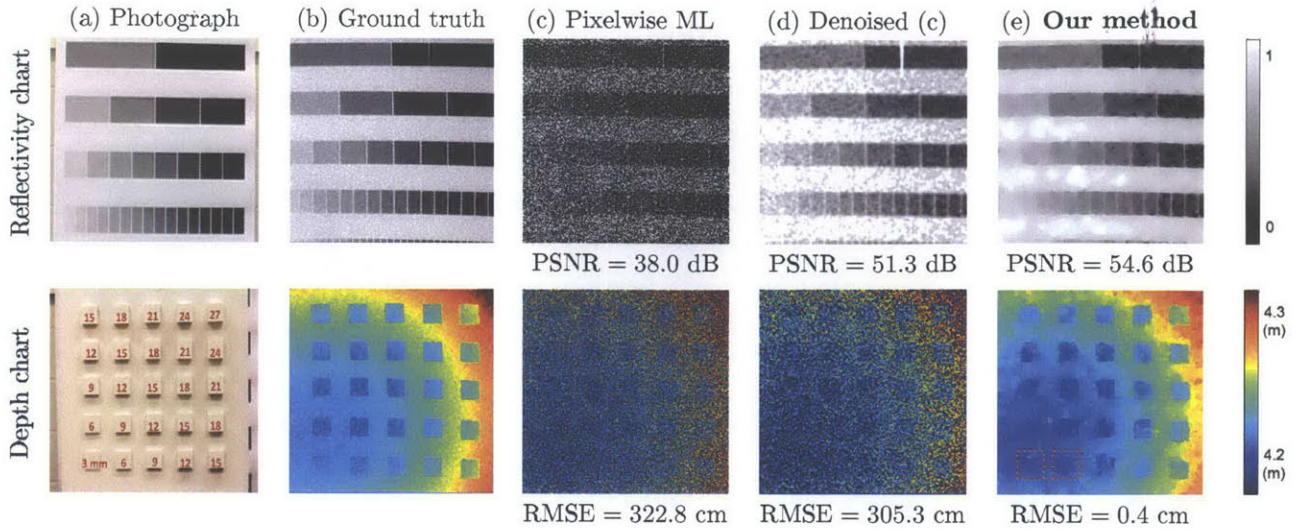 (a) Photograph
(b) Ground truth
(c) Pixelwise ML
(d) Denoised (c)
(e) Our method
Reflectivity chart
1
0
PSNR = 38.0 dB
PSNR = 51.3 dB
PSNR = 54.6 dB
Depth chart
15 18 21 24 27
12 15 18 21 24
9 12 15 18 21
6 9 12 15 18
3 mm 6 9 12 15
4.3
(m)
4.2
(m)
RMSE = 322.8 cm
RMSE = 305.3 cm
RMSE = 0.4 cm